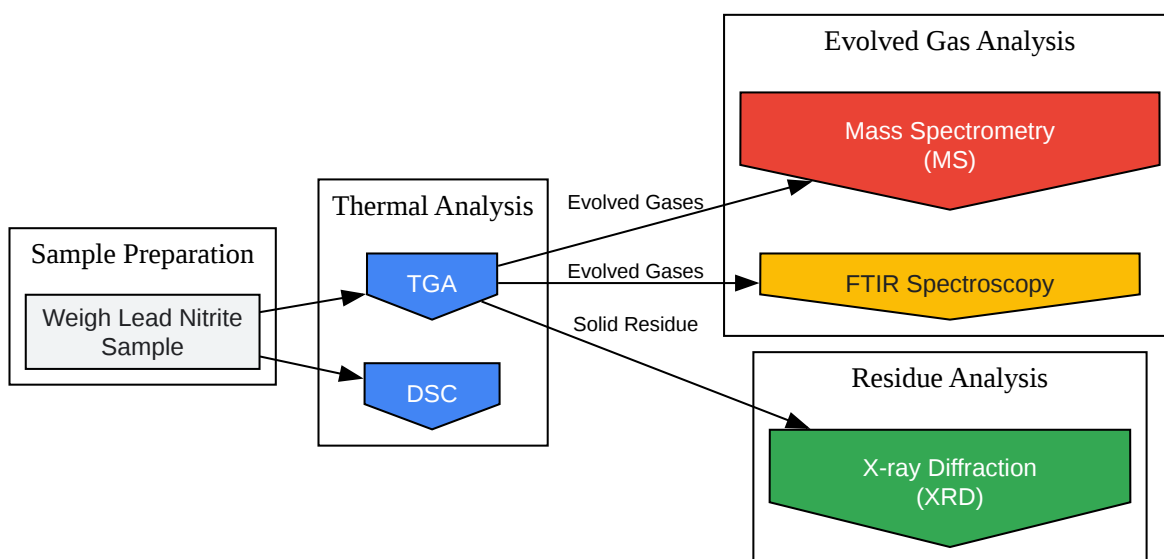 Sample Preparation
Weigh Lead Nitrite
Sample
Thermal Analysis
TGA
DSC
Evolved Gases
Evolved Gases
Solid Residue
Evolved Gas Analysis
Mass Spectrometry
(MS)
FTIR Spectroscopy
Residue Analysis
X-ray Diffraction
(XRD)